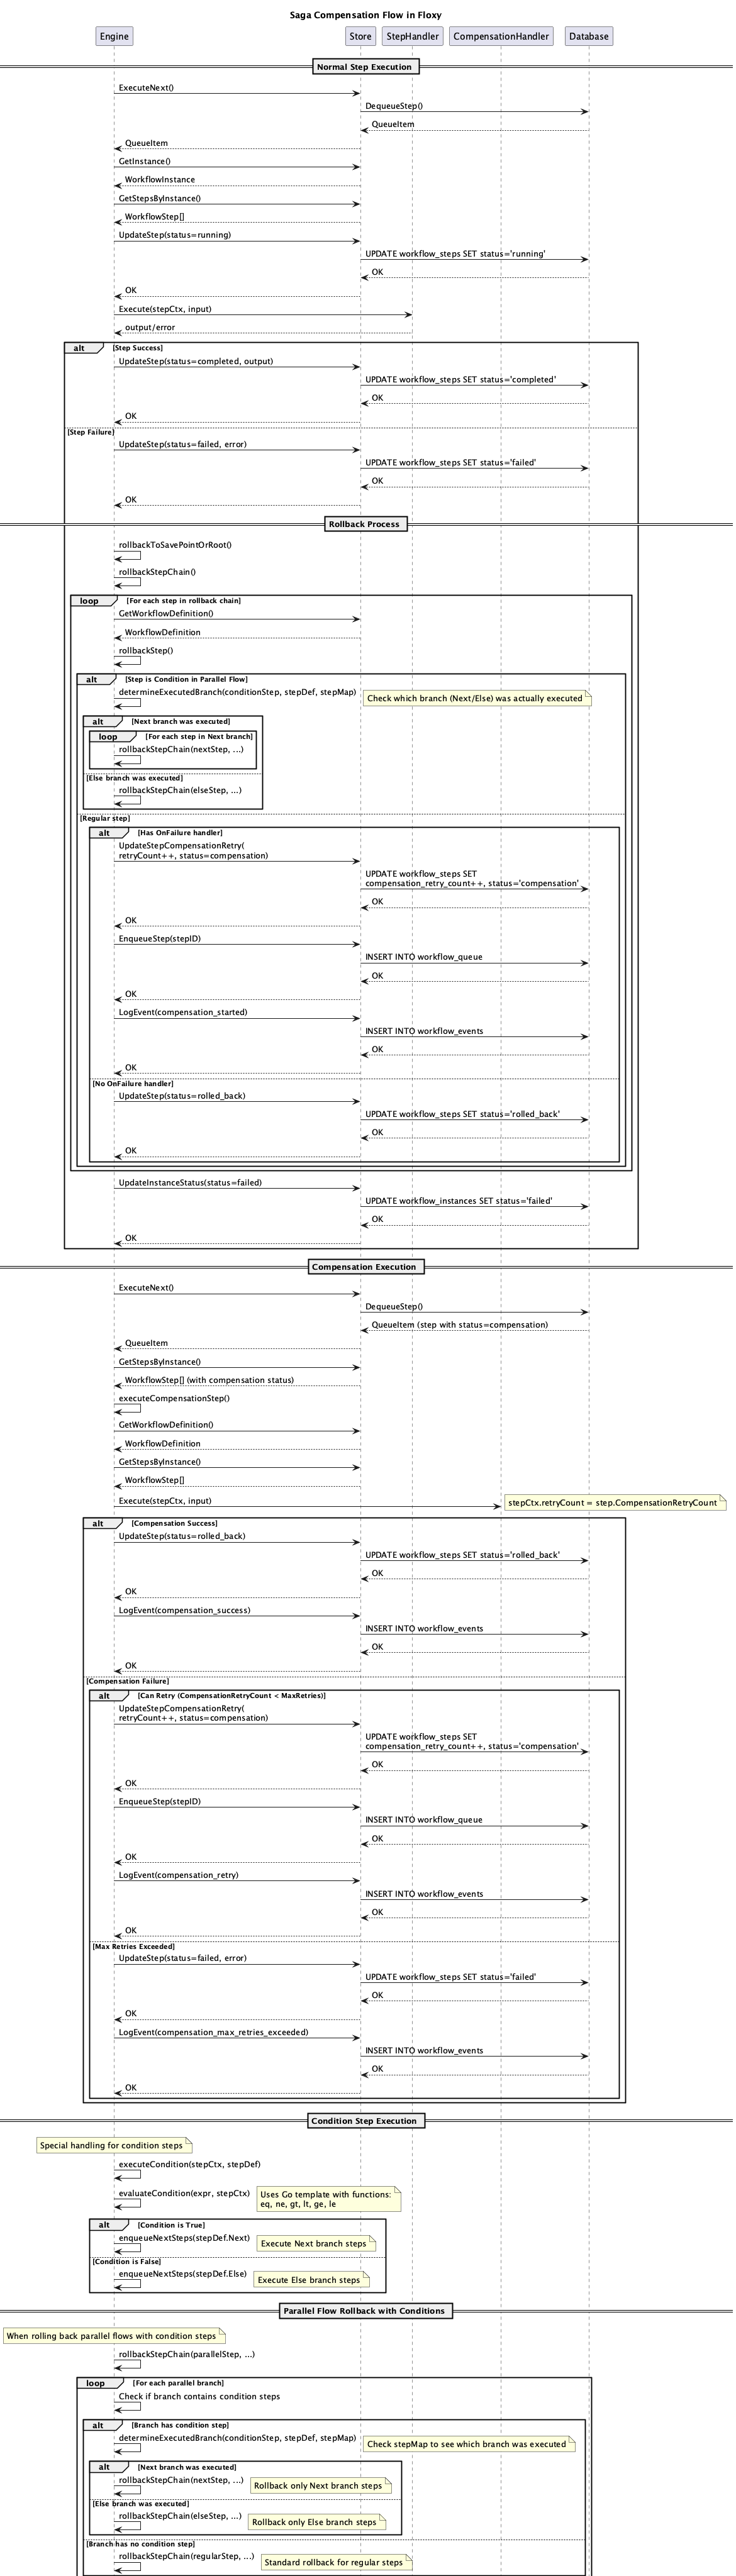 Saga Compensation Flow in Floxy
Engine
Store
StepHandler
CompensationHandler
Database
Normal Step Execution
ExecuteNext()
DequeueStep()
QueueItem
QueueItem
GetInstance()
WorkflowInstance
GetStepsByInstance()
WorkflowStep[]
UpdateStep(status=running)
UPDATE workflow_steps SET status='running'
OK
OK
Execute(stepCtx, input)
output/error
alt
[Step Success]
UpdateStep(status=completed, output)
UPDATE workflow_steps SET status='completed'
OK
OK
[Step Failure]
UpdateStep(status=failed, error)
UPDATE workflow_steps SET status='failed'
OK
OK
Rollback Process
rollbackToSavePointOrRoot()
rollbackStepChain()
loop
[For each step in rollback chain]
GetWorkflowDefinition()
WorkflowDefinition
rollbackStep()
alt
[Step is Condition in Parallel Flow]
determineExecutedBranch(conditionStep, stepDef, stepMap)
Check which branch (Next/Else) was actually executed
alt
[Next branch was executed]
loop
[For each step in Next branch]
rollbackStepChain(nextStep, ...)
[Else branch was executed]
rollbackStepChain(elseStep, ...)
[Regular step]
alt
[Has OnFailure handler]
UpdateStepCompensationRetry(
retryCount++, status=compensation)
UPDATE workflow_steps SET
compensation_retry_count++, status='compensation'
OK
OK
EnqueueStep(stepID)
INSERT INTO workflow_queue
OK
OK
LogEvent(compensation_started)
INSERT INTO workflow_events
OK
OK
[No OnFailure handler]
UpdateStep(status=rolled_back)
UPDATE workflow_steps SET status='rolled_back'
OK
OK
UpdateInstanceStatus(status=failed)
UPDATE workflow_instances SET status='failed'
OK
OK
Compensation Execution
ExecuteNext()
DequeueStep()
QueueItem (step with status=compensation)
QueueItem
GetStepsByInstance()
WorkflowStep[] (with compensation status)
executeCompensationStep()
GetWorkflowDefinition()
WorkflowDefinition
GetStepsByInstance()
WorkflowStep[]
Execute(stepCtx, input)
stepCtx.retryCount = step.CompensationRetryCount
alt
[Compensation Success]
UpdateStep(status=rolled_back)
UPDATE workflow_steps SET status='rolled_back'
OK
OK
LogEvent(compensation_success)
INSERT INTO workflow_events
OK
OK
[Compensation Failure]
alt
[Can Retry (CompensationRetryCount < MaxRetries)]
UpdateStepCompensationRetry(
retryCount++, status=compensation)
UPDATE workflow_steps SET
compensation_retry_count++, status='compensation'
OK
OK
EnqueueStep(stepID)
INSERT INTO workflow_queue
OK
OK
LogEvent(compensation_retry)
INSERT INTO workflow_events
OK
OK
[Max Retries Exceeded]
UpdateStep(status=failed, error)
UPDATE workflow_steps SET status='failed'
OK
OK
LogEvent(compensation_max_retries_exceeded)
INSERT INTO workflow_events
OK
OK
Condition Step Execution
Special handling for condition steps
executeCondition(stepCtx, stepDef)
evaluateCondition(expr, stepCtx)
Uses Go template with functions:
eq, ne, gt, lt, ge, le
alt
[Condition is True]
enqueueNextSteps(stepDef.Next)
Execute Next branch steps
[Condition is False]
enqueueNextSteps(stepDef.Else)
Execute Else branch steps
Parallel Flow Rollback with Conditions
When rolling back parallel flows with condition steps
rollbackStepChain(parallelStep, ...)
loop
[For each parallel branch]
Check if branch contains condition steps
alt
[Branch has condition step]
determineExecutedBranch(conditionStep, stepDef, stepMap)
Check stepMap to see which branch was executed
alt
[Next branch was executed]
rollbackStepChain(nextStep, ...)
Rollback only Next branch steps
[Else branch was executed]
rollbackStepChain(elseStep, ...)
Rollback only Else branch steps
[Branch has no condition step]
rollbackStepChain(regularStep, ...)
Standard rollback for regular steps